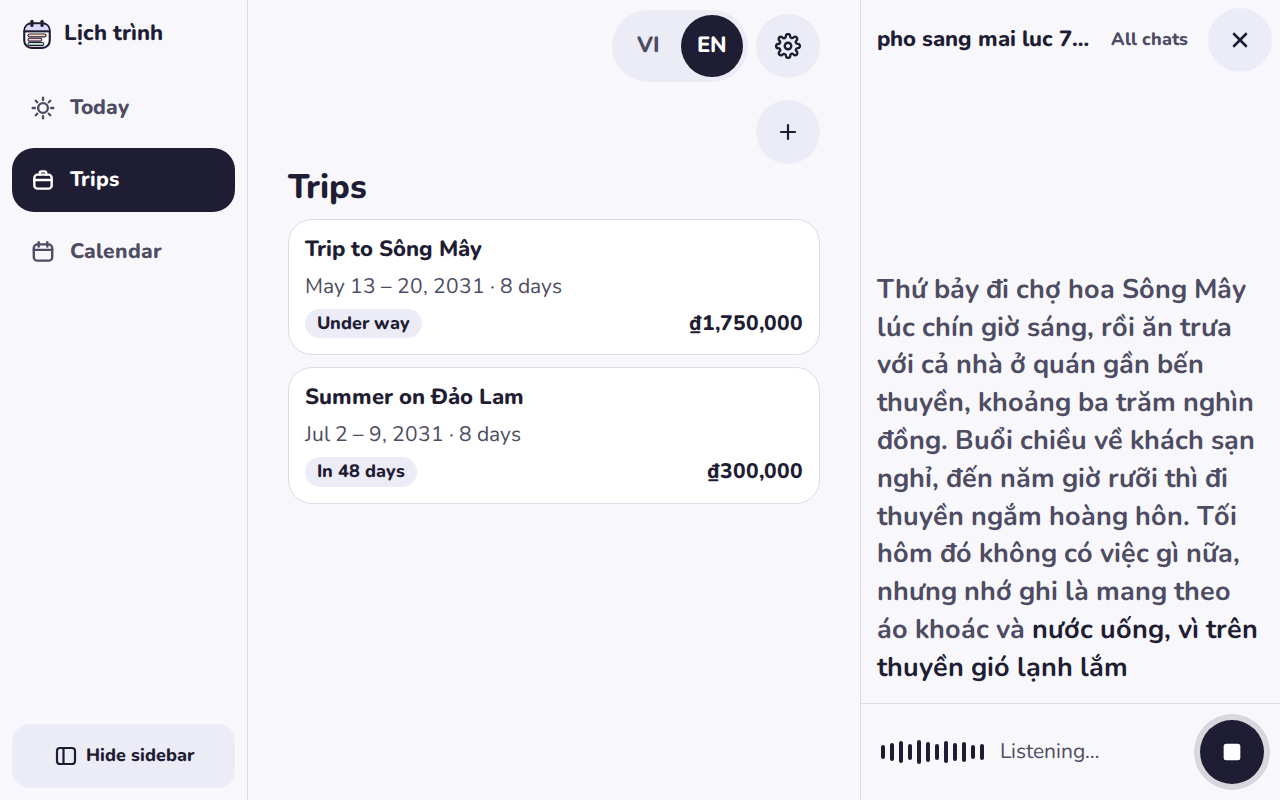 Lịch trình
Today
Trips
Calendar
Hide sidebar
VI
EN
Trips
Trip to Sông Mây
May 13 – 20, 2031 · 8 days
Under way
₫1,750,000
Summer on Đảo Lam
Jul 2 – 9, 2031 · 8 days
In 48 days
₫300,000
pho sang mai luc 7...
All chats
Thứ bảy đi chợ hoa Sông Mây
lúc chín giờ sáng, rồi ăn trưa
với cả nhà ở quán gần bến
thuyền, khoảng ba trăm nghìn
đồng. Buổi chiều về khách sạn
nghỉ, đến năm giờ rưỡi thì đi
thuyền ngắm hoàng hôn. Tối
hôm đó không có việc gì nữa,
nhưng nhớ ghi là mang theo
áo khoác và nước uống, vì trên
thuyền gió lạnh lắm
Listening...